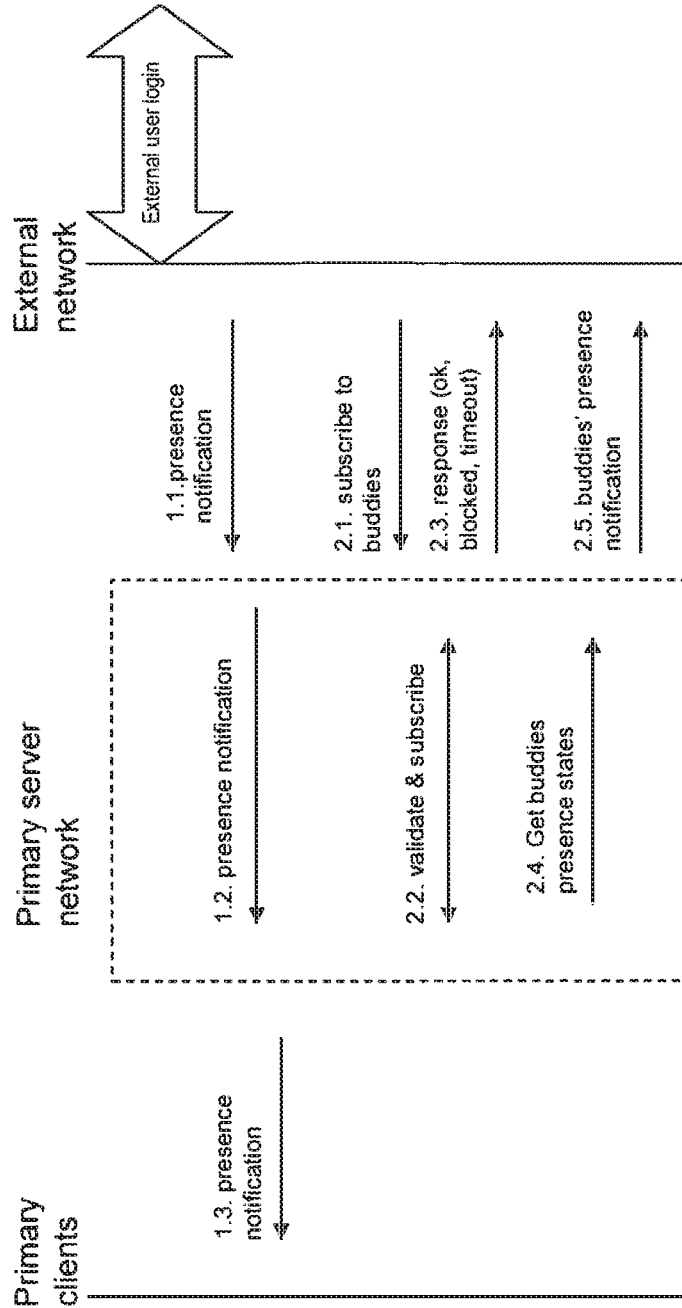 Primary
clients
Primary server
network
External
network
External user login
1.1.presence
notification
1.2. presence notification
1.3. presence
notification
2.1. subscribe to
buddies
2.2. validate & subscribe
2.3. response (ok,
blocked, timeout)
2.4. Get buddies
presence states
2.5. buddies' presence
notification